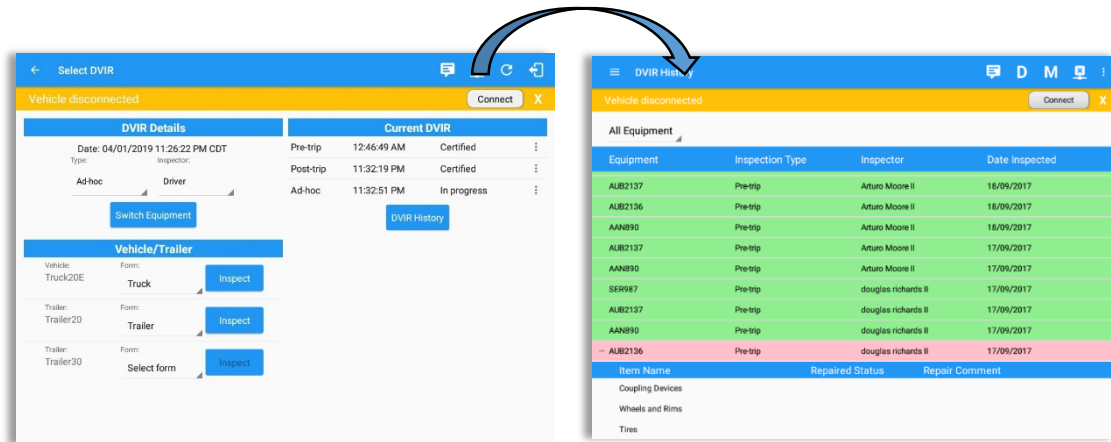 Select DVIR
Vehicle disconnected
Connect X
DVIR Details
Date: 04/01/2019 11:26:22 PM CDT
Type: Inspector:
Ad-hoc Driver
Switch Equipment
Vehicle/Trailer
Vehicle: Form:
Truck20E Truck Inspect
Trailer: Form:
Trailer20 Trailer Inspect
Trailer: Form:
Trailer30 Select form Inspect
Current DVIR
Pre-trip 12:46:49 AM Certified
Post-trip 11:32:19 PM Certified
Ad-hoc 11:32:51 PM In progress
DVIR History
DVIR History D M
Vehicle disconnected
Connect X
All Equipment
Equipment Inspection Type Inspector Date Inspected
AUB2137 Pre-trip Arturo Moore II 18/09/2017
AUB2136 Pre-trip Arturo Moore II 18/09/2017
AAN890 Pre-trip Arturo Moore II 18/09/2017
AUB2137 Pre-trip Arturo Moore II 17/09/2017
AAN890 Pre-trip Arturo Moore II 17/09/2017
SER987 Pre-trip douglas richards II 17/09/2017
AUB2137 Pre-trip douglas richards II 17/09/2017
AAN890 Pre-trip douglas richards II 17/09/2017
– AUB2136 Pre-trip douglas richards II 17/09/2017
Item Name Repaired Status Repair Comment
Coupling Devices
Wheels and Rims
Tires